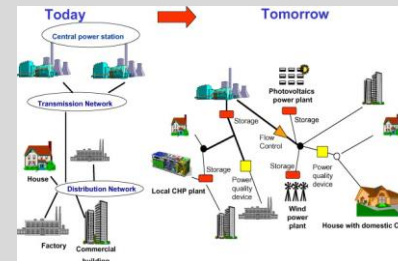 Today
Tomorrow
Central power station
Transmission Network
House
Distribution Network
Factory
Commercial
building
Photovoltaics
power plant
Storage
Storage
Flow
Control
Storage
Storage
Power
quality
device
Power
quality
device
Local CHP plant
Wind
power
plant
House with domestic C